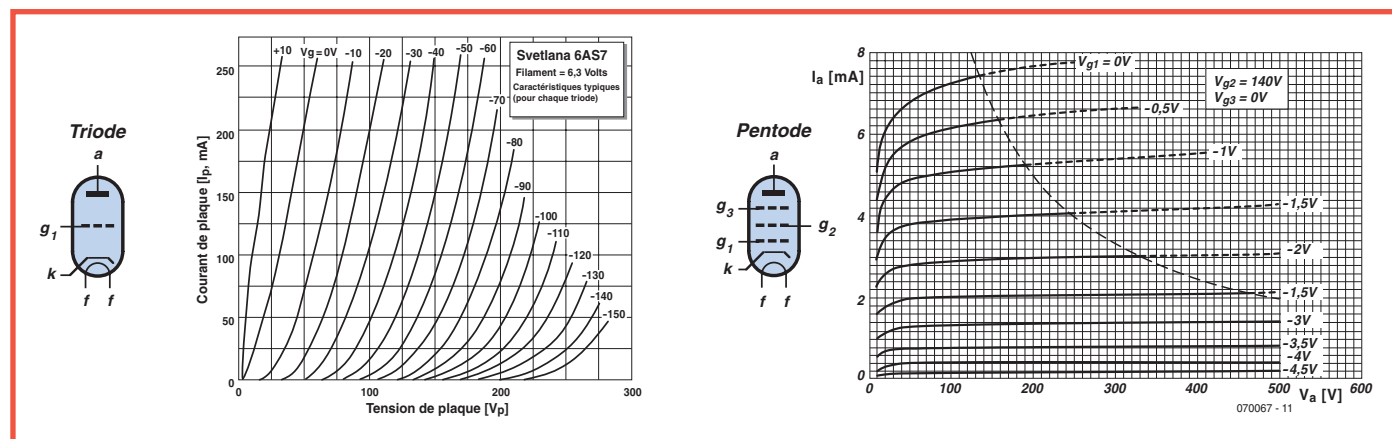 Triode
a
g1
k
f f
Courant de plaque [Ip, mA]
250
200
150
100
50
0
+10 Vg=0V -10 -20 -30 -40 -50 -60
-70
-80
-90
-100
-110
-120
-130
-140
-150
Svetlana 6AS7
Filament = 6,3 Volts
Caractéristiques typiques
(pour chaque triode)
0 50 100 150 200 250 300
Tension de plaque [Vp]
Pentode
a
g3
g2
g1
k
f f
Ia [mA]
8
6
4
2
0
Vg1 = 0V
Vg2 = 140V
Vg3 = 0V
-0,5V
-1V
-1,5V
-2V
-1,5V
-3V
-3,5V
-4V
-4,5V
0 100 200 300 400 500 600
Va [V]
070067 - 11